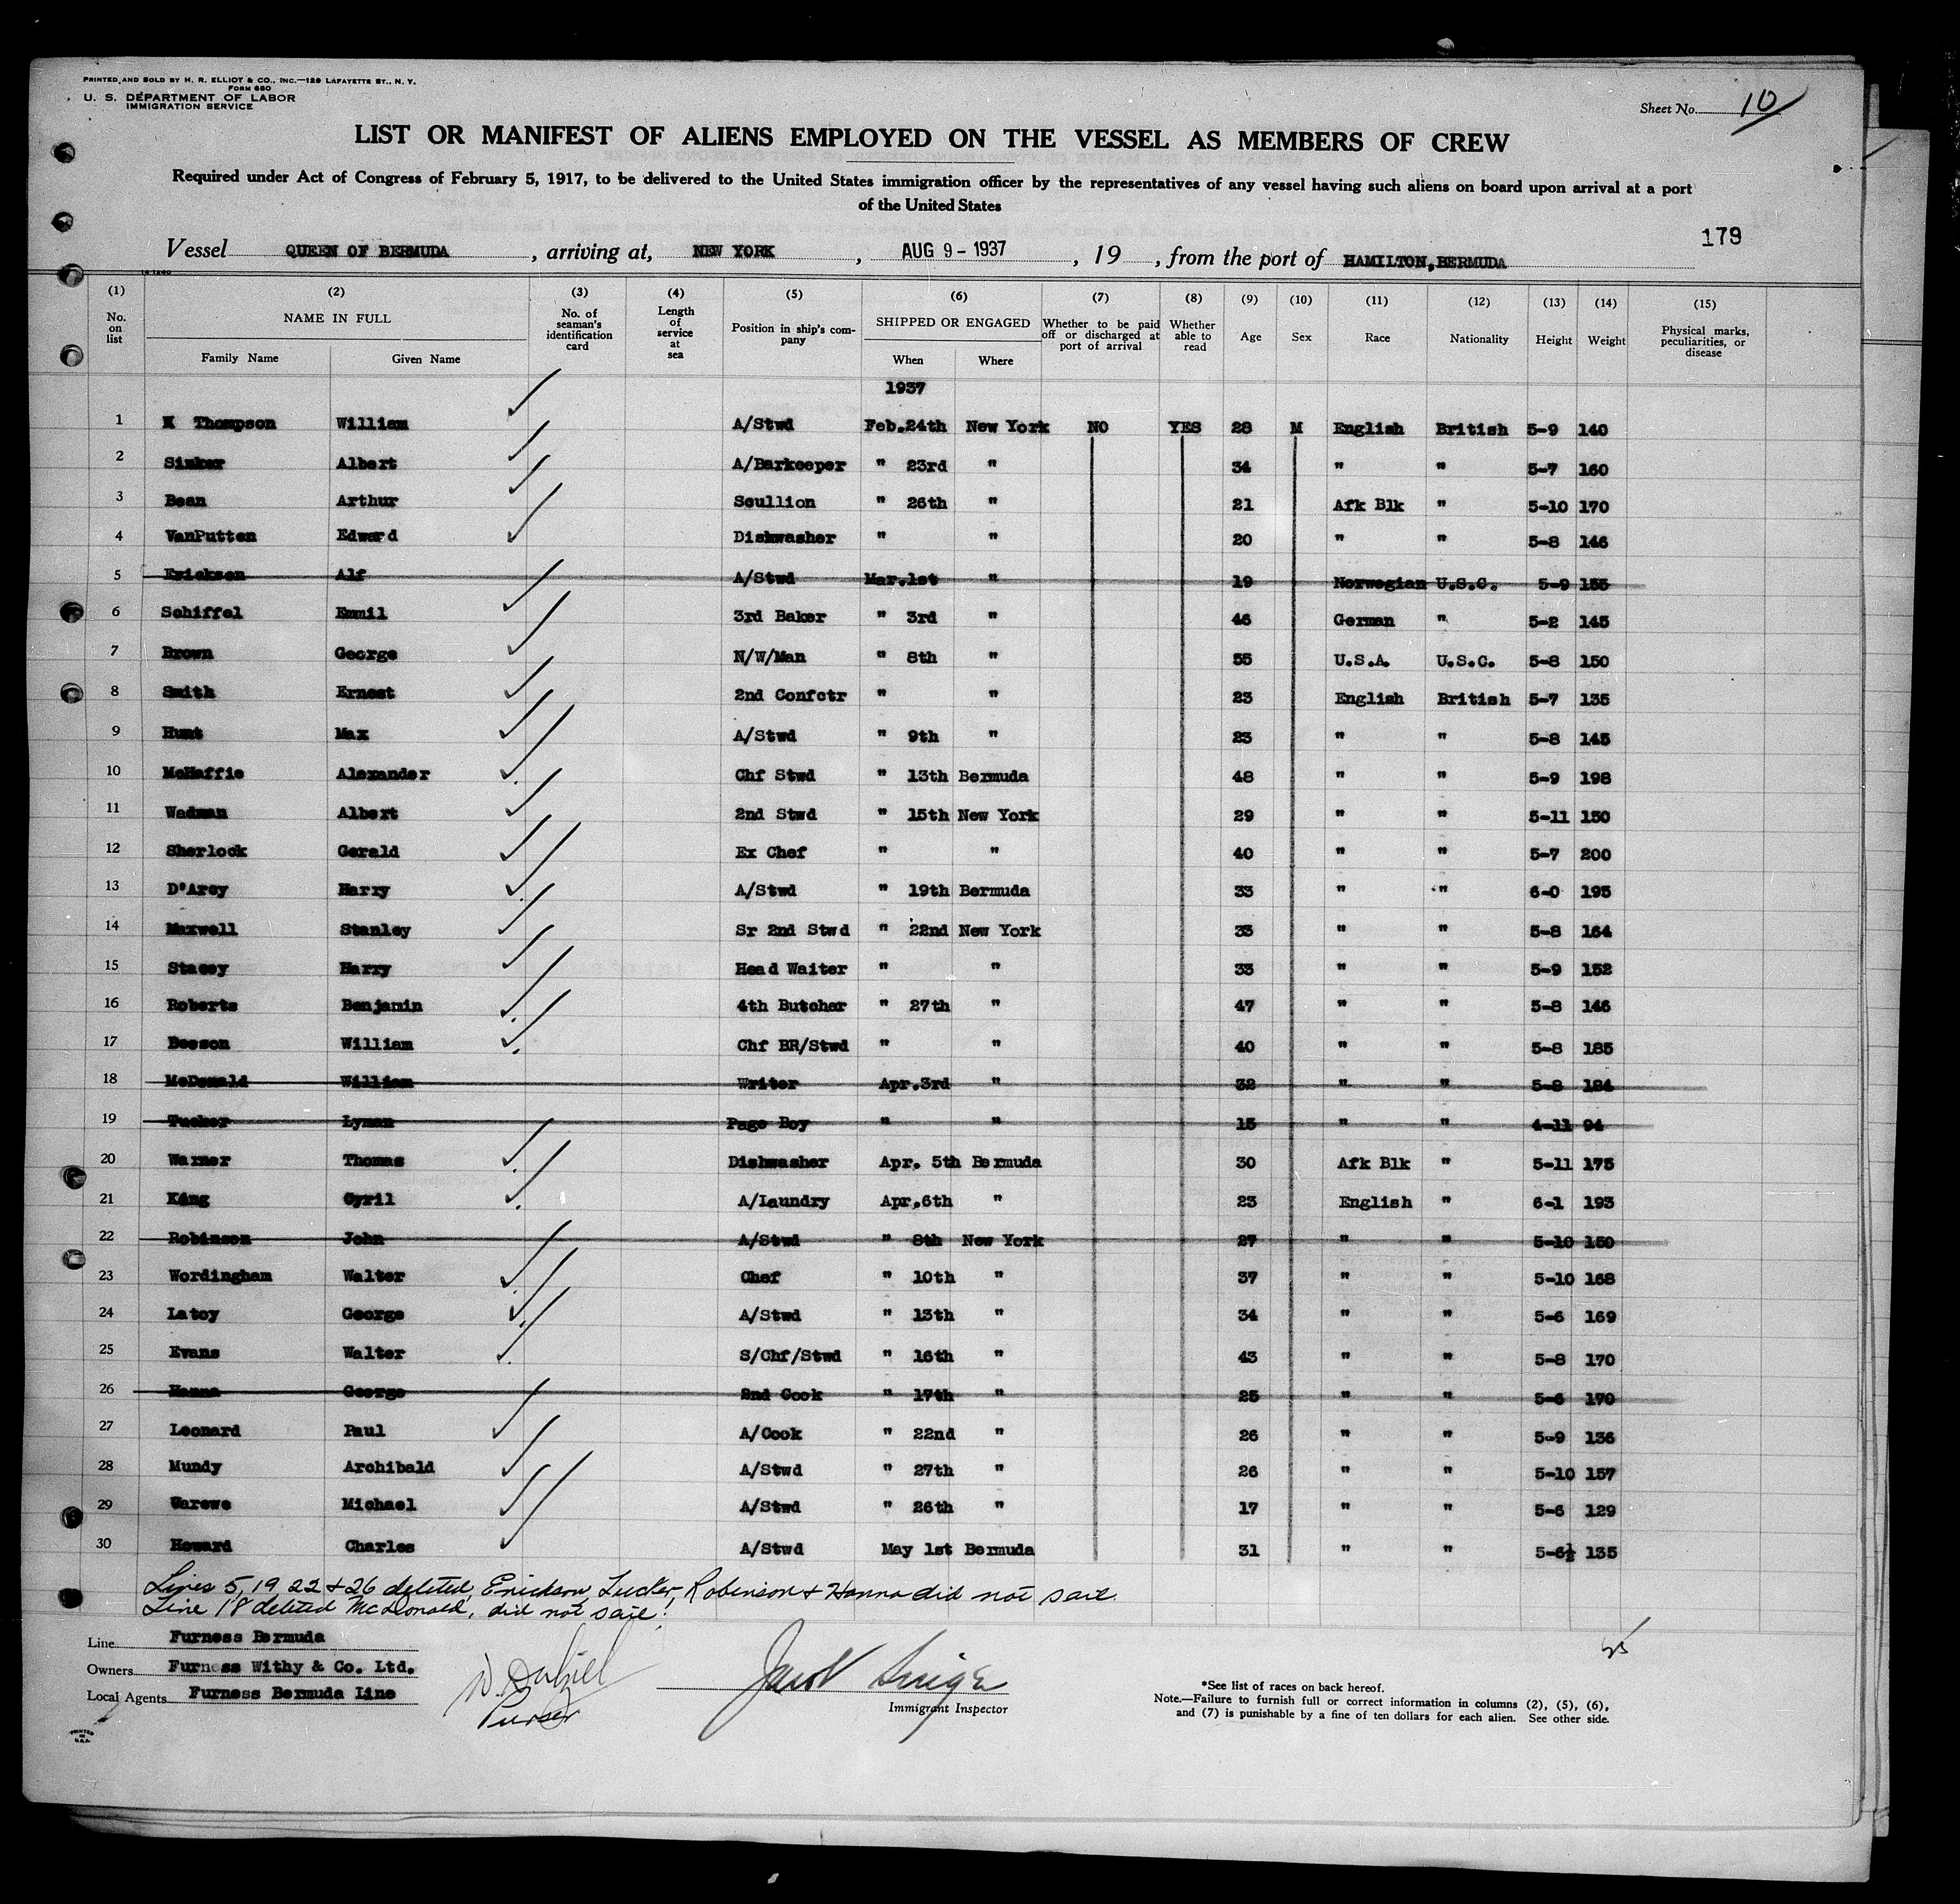 PRINTED AND SOLD BY H. R. ELLIOT & CO., INC.—129 LAFAYETTE ST., N. Y.
FORM 680
U. S. DEPARTMENT OF LABOR
IMMIGRATION SERVICE
Sheet No. 10
LIST OR MANIFEST OF ALIENS EMPLOYED ON THE VESSEL AS MEMBERS OF CREW
Required under Act of Congress of February 5, 1917, to be delivered to the United States immigration officer by the representatives of any vessel having such aliens on board upon arrival at a port
of the United States
179
Vessel QUEEN OF BERMUDA, arriving at, NEW YORK, AUG 9 - 1937, 19, from the port of HAMILTON, BERMUDA
(1) No. on list (2) NAME IN FULL Family Name Given Name (3) No. of seaman's identification card (4) Length of service at sea (5) Position in ship's company (6) SHIPPED OR ENGAGED When Where (7) Whether to be paid off or discharged at port of arrival (8) Whether able to read (9) Age (10) Sex (11) Race (12) Nationality (13) Height (14) Weight (15) Physical marks, peculiarities, or disease
1937
1 Thompson William A/Stwd Feb.24th New York NO YES 28 M English British 5-9 140
2 Sinker Albert A/Barkeeper " 23rd " 34 " " 5-7 160
3 Bean Arthur Scullion " 26th " 21 Afk Blk " 5-10 170
4 VanPutten Edward Dishwasher " " 20 " " 5-8 146
5 Erickson Alf A/Stwd Mar.1st " 19 Norwegian U.S.C. 5-9 155
6 Schiffel Emmil 3rd Baker " 3rd " 46 German " 5-2 145
7 Brown George N/W/Man " 8th " 55 U.S.A. U.S.C. 5-8 150
8 Smith Ernest 2nd Confctr " " 23 English British 5-7 135
9 Hunt Max A/Stwd " 9th " 23 " " 5-8 145
10 McHaffie Alexander Chf Stwd " 13th Bermuda 48 " " 5-9 198
11 Wadman Albert 2nd Stwd " 15th New York 29 " " 5-11 150
12 Sherlock Gerald Ex Chef " " 40 " " 5-7 200
13 D'Arcy Harry A/Stwd " 19th Bermuda 33 " " 6-0 195
14 Maxwell Stanley Sr 2nd Stwd " 22nd New York 33 " " 5-8 164
15 Stacey Harry Head Waiter " " 33 " " 5-9 152
16 Roberts Benjamin 4th Butcher " 27th " 47 " " 5-8 146
17 Beeson William Chf BR/Stwd " " 40 " " 5-8 185
18 McDonald William Writer Apr.3rd " 32 " " 5-8 184
19 Tucker Lyman Page Boy " " 15 " " 4-11 94
20 Warner Thomas Dishwasher Apr. 5th Bermuda 30 Afk Blk " 5-11 175
21 King Cyril A/Laundry Apr.6th " 23 English " 6-1 193
22 Robinson John A/Stwd " 8th New York 27 " " 5-10 150
23 Wordingham Walter Chef " 10th " 37 " " 5-10 168
24 Latoy George A/Stwd " 13th " 34 " " 5-6 169
25 Evans Walter S/Chf/Stwd " 16th " 43 " " 5-8 170
26 Hanna George 2nd Cook " 17th " 25 " " 5-6 170
27 Leonard Paul A/Cook " 22nd " 26 " " 5-9 136
28 Mundy Archibald A/Stwd " 27th " 26 " " 5-10 157
29 Michael A/Stwd " 26th " 17 " " 5-6 129
30 Howard Charles A/Stwd May 1st Bermuda 31 " " 5-6½ 135
Lines 5, 19 22 & 26 deleted, Erickson, Tucker, Robinson & Hanna did not sail.
Line 18 deleted McDonald, did not sail!
25
Line Furness Bermuda
Owners Furness Withy & Co. Ltd.
Local Agents Furness Bermuda Line
Purser
Immigrant Inspector
*See list of races on back hereof.
Note.—Failure to furnish full or correct information in columns (2), (5), (6),
and (7) is punishable by a fine of ten dollars for each alien. See other side.
PRINTED IN U.S.A.